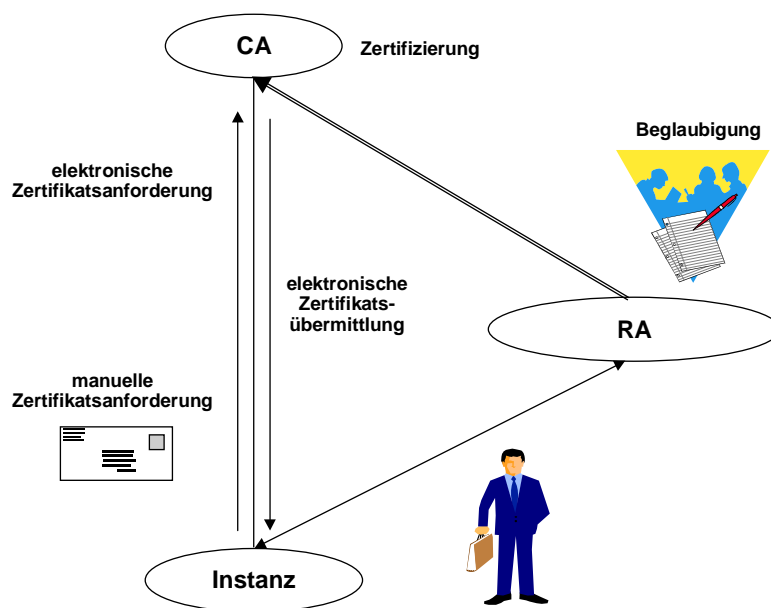 CA
Zertifizierung
Beglaubigung
elektronische
Zertifikatsanforderung
elektronische
Zertifikats-
übermittlung
RA
manuelle
Zertifikatsanforderung
Instanz